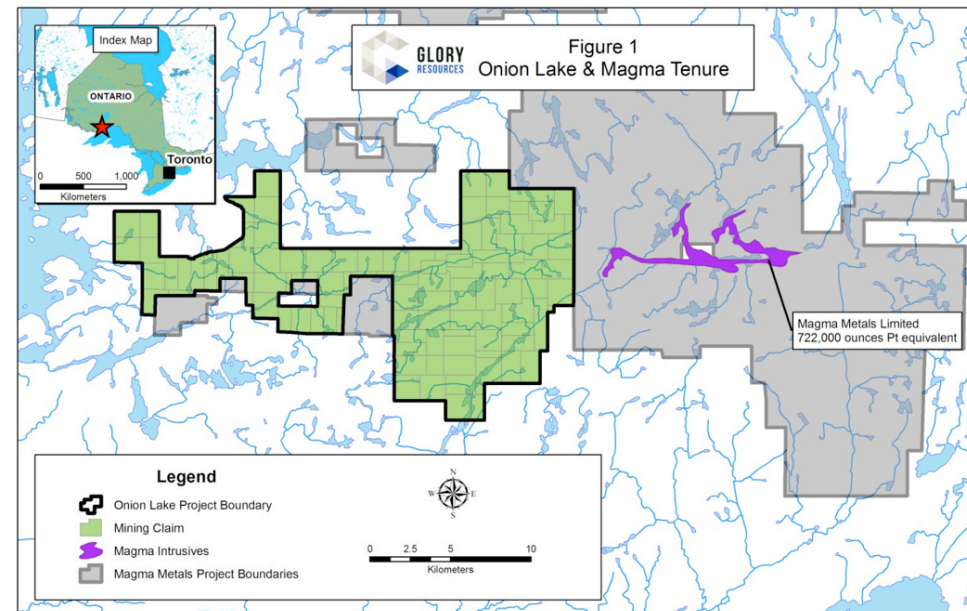 Index Map
ONTARIO
Toronto
0 500 1,000
Kilometers
GLORY
RESOURCES
Figure 1
Onion Lake & Magma Tenure
Magma Metals Limited
722,000 ounces Pt equivalent
Legend
Onion Lake Project Boundary
Mining Claim
Magma Intrusives
Magma Metals Project Boundaries
N
W E
S
0 2.5 5 10
Kilometers